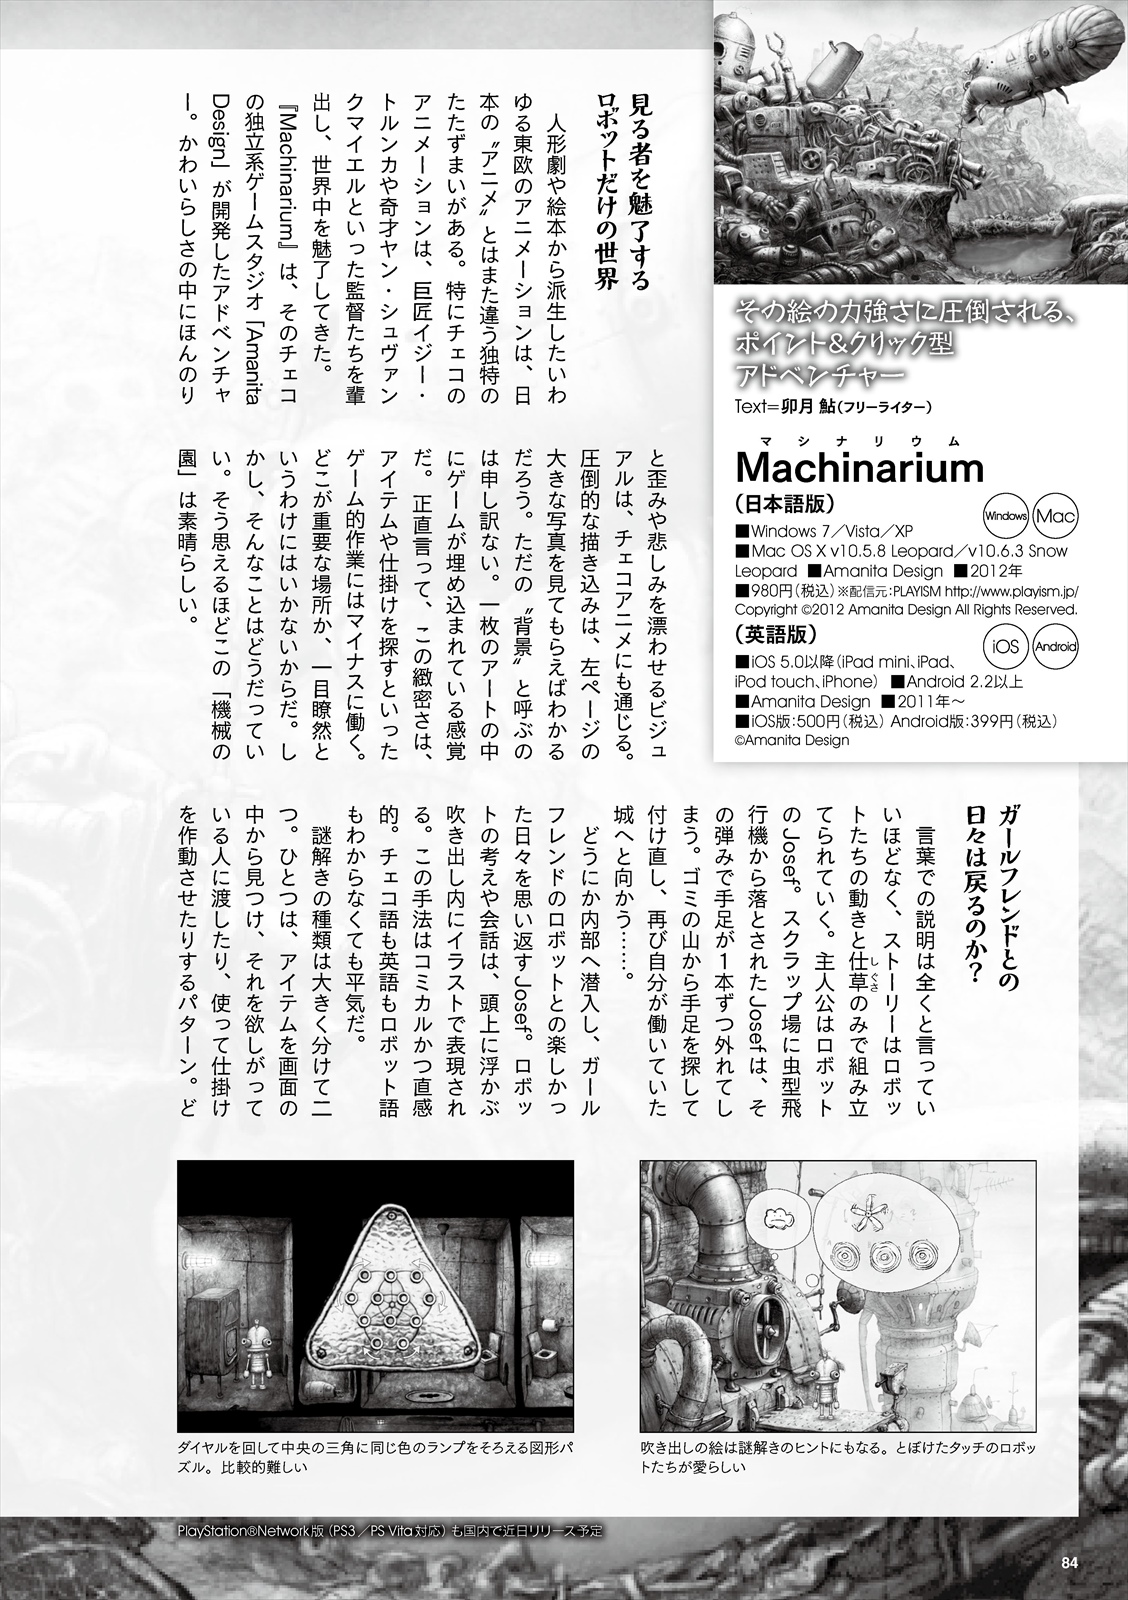 その絵の力強さに圧倒される、
ポイント&クリック型
アドベンチャー
Text=卯月 鮎(フリーライター)
マシナリウム
Machinarium
(日本語版)
Windows
Mac
■Windows 7/Vista/XP
■Mac OS X v10.5.8 Leopard/v10.6.3 Snow
Leopard ■Amanita Design ■2012年
■980円(税込)※配信元:PLAYISM http://www.playism.jp/
Copyright ©2012 Amanita Design All Rights Reserved.
(英語版)
iOS
Android
■iOS 5.0以降(iPad mini、iPad、
iPod touch、iPhone) ■Android 2.2以上
■Amanita Design ■2011年〜
■iOS版:500円(税込) Android版:399円(税込)
©Amanita Design
見る者を魅了する
ロボットだけの世界
人形劇や絵本から派生したいわ
ゆる東欧のアニメーションは、日
本の〝アニメ〟とはまた違う独特の
たたずまいがある。特にチェコの
アニメーションは、巨匠イジー・
トルンカや奇才ヤン・シュヴァン
クマイエルといった監督たちを輩
出し、世界中を魅了してきた。
『Machinarium』は、そのチェコ
の独立系ゲームスタジオ「Amanita
Design」が開発したアドベンチャ
ー。かわいらしさの中にほんのり
と歪みや悲しみを漂わせるビジュ
アルは、チェコアニメにも通じる。
圧倒的な描き込みは、左ページの
大きな写真を見てもらえばわかる
だろう。ただの〝背景〟と呼ぶの
は申し訳ない。一枚のアートの中
にゲームが埋め込まれている感覚
だ。正直言って、この緻密さは、
アイテムや仕掛けを探すといった
ゲーム的作業にはマイナスに働く。
どこが重要な場所か、一目瞭然と
いうわけにはいかないからだ。し
かし、そんなことはどうだってい
い。そう思えるほどこの「機械の
園」は素晴らしい。
ガールフレンドとの
日々は戻るのか?
言葉での説明は全くと言ってい
いほどなく、ストーリーはロボッ
トたちの動きと仕草のみで組み立
しぐさ
てられていく。主人公はロボット
のJosef。スクラップ場に虫型飛
行機から落とされたJosefは、そ
の弾みで手足が1本ずつ外れてし
まう。ゴミの山から手足を探して
付け直し、再び自分が働いていた
城へと向かう……。
どうにか内部へ潜入し、ガール
フレンドのロボットとの楽しかっ
た日々を思い返すJosef。ロボッ
トの考えや会話は、頭上に浮かぶ
吹き出し内にイラストで表現され
る。この手法はコミカルかつ直感
的。チェコ語も英語もロボット語
もわからなくても平気だ。
謎解きの種類は大きく分けて二
つ。ひとつは、アイテムを画面の
中から見つけ、それを欲しがって
いる人に渡したり、使って仕掛け
を作動させたりするパターン。ど
吹き出しの絵は謎解きのヒントにもなる。とぼけたタッチのロボッ
トたちが愛らしい
ダイヤルを回して中央の三角に同じ色のランプをそろえる図形パ
ズル。比較的難しい
PlayStation®Network版(PS3/PS Vita対応)も国内で近日リリース予定
84